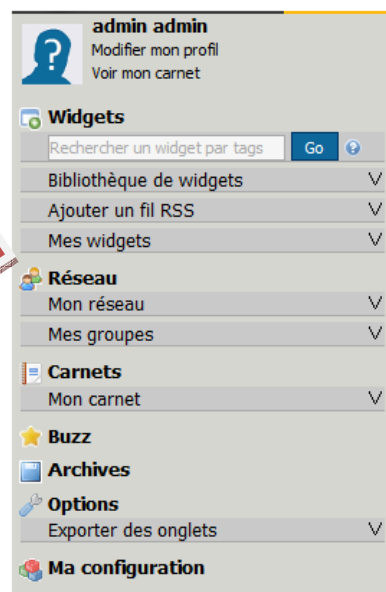 admin admin
Modifier mon profil
Voir mon carnet
Widgets
Rechercher un widget par tags Go ?
Bibliothèque de widgets V
Ajouter un fil RSS V
Mes widgets V
Réseau
Mon réseau V
Mes groupes V
Carnets
Mon carnet V
Buzz
Archives
Options
Exporter des onglets V
Ma configuration